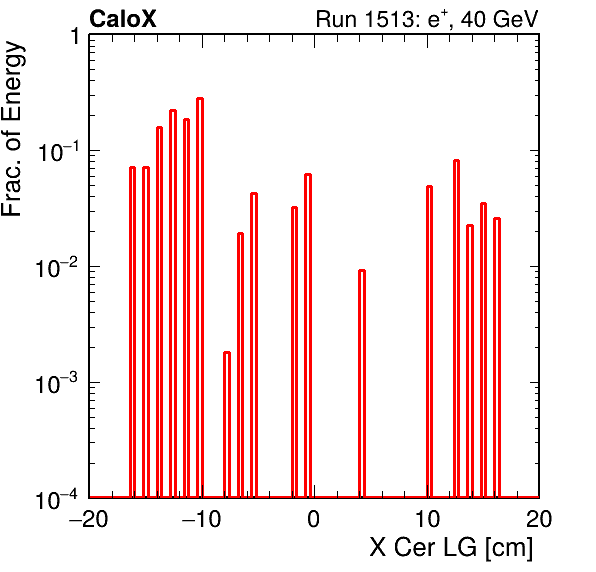 CaloX Run 1513: e⁺, 40 GeV
Frac. of Energy
1
10⁻¹
10⁻²
10⁻³
10⁻⁴
−20 −10 0 10 20
X Cer LG [cm]